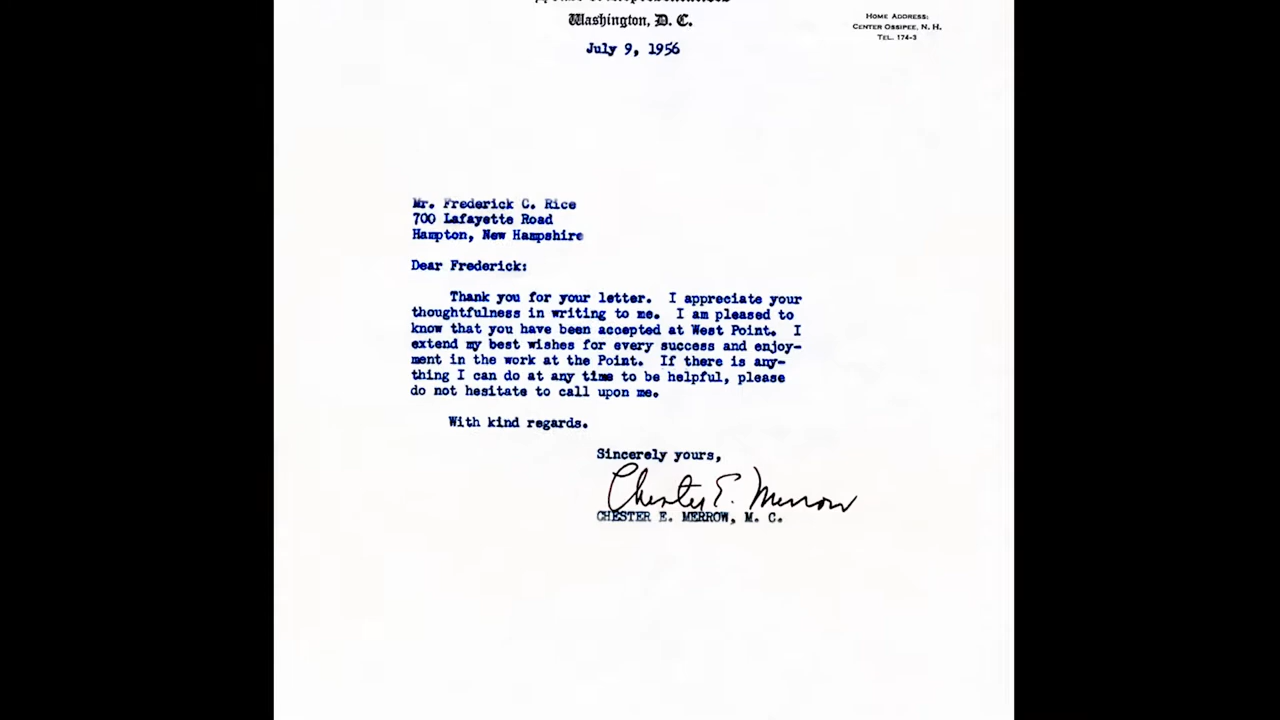 Washington, D. C.
HOME ADDRESS:
CENTER OSSIPEE, N. H.
TEL. 174-3
July 9, 1956
Mr. Frederick C. Rice
700 Lafayette Road
Hampton, New Hampshire
Dear Frederick:
Thank you for your letter. I appreciate your
thoughtfulness in writing to me. I am pleased to
know that you have been accepted at West Point. I
extend my best wishes for every success and enjoy-
ment in the work at the Point. If there is any-
thing I can do at any time to be helpful, please
do not hesitate to call upon me.
With kind regards.
Sincerely yours,
Chester E. Merrow
CHESTER E. MERROW, M. C.